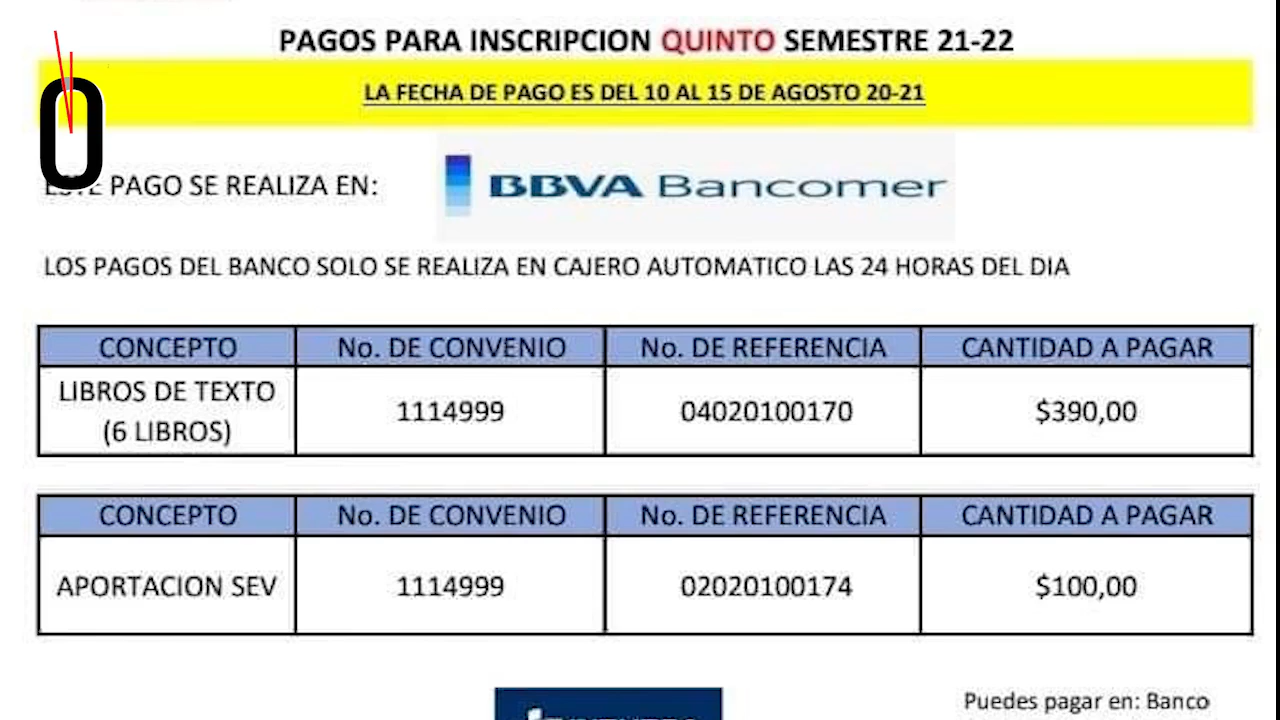 PAGOS PARA INSCRIPCION QUINTO SEMESTRE 21-22
LA FECHA DE PAGO ES DEL 10 AL 15 DE AGOSTO 20-21
0
ESTE PAGO SE REALIZA EN:
BBVA Bancomer
LOS PAGOS DEL BANCO SOLO SE REALIZA EN CAJERO AUTOMATICO LAS 24 HORAS DEL DIA
CONCEPTO No. DE CONVENIO No. DE REFERENCIA CANTIDAD A PAGAR
LIBROS DE TEXTO
(6 LIBROS) 1114999 04020100170 $390,00
CONCEPTO No. DE CONVENIO No. DE REFERENCIA CANTIDAD A PAGAR
APORTACION SEV 1114999 02020100174 $100,00
Puedes pagar en: Banco